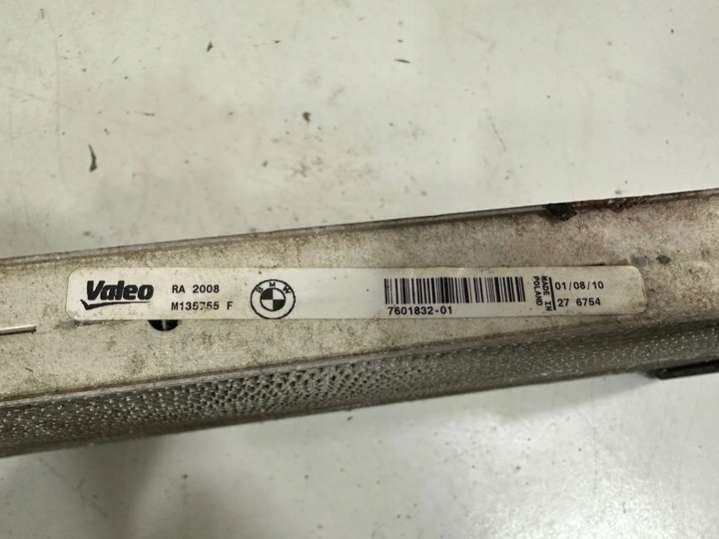 Valeo
RA 2008
M135755 F
BMW
7601832-01
MADE IN
POLAND
01/08/10
27 6754